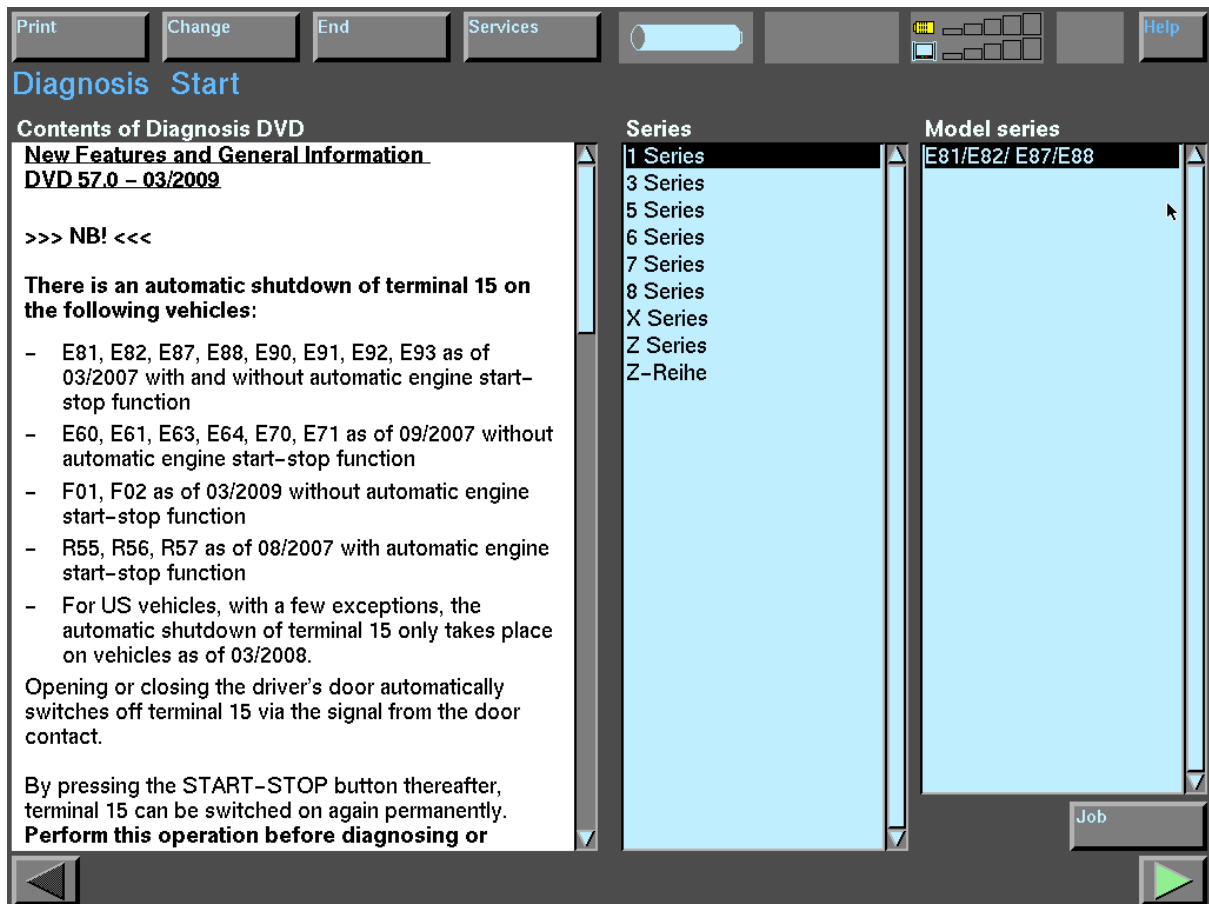 Print
Change
End
Services
Help
Diagnosis Start
Contents of Diagnosis DVD
New Features and General Information
DVD 57.0 – 03/2009
>>> NB! <<<
There is an automatic shutdown of terminal 15 on
the following vehicles:
– E81, E82, E87, E88, E90, E91, E92, E93 as of
03/2007 with and without automatic engine start–
stop function
– E60, E61, E63, E64, E70, E71 as of 09/2007 without
automatic engine start–stop function
– F01, F02 as of 03/2009 without automatic engine
start–stop function
– R55, R56, R57 as of 08/2007 with automatic engine
start–stop function
– For US vehicles, with a few exceptions, the
automatic shutdown of terminal 15 only takes place
on vehicles as of 03/2008.
Opening or closing the driver's door automatically
switches off terminal 15 via the signal from the door
contact.
By pressing the START–STOP button thereafter,
terminal 15 can be switched on again permanently.
Perform this operation before diagnosing or
Series
1 Series
3 Series
5 Series
6 Series
7 Series
8 Series
X Series
Z Series
Z–Reihe
Model series
E81/E82/ E87/E88
Job